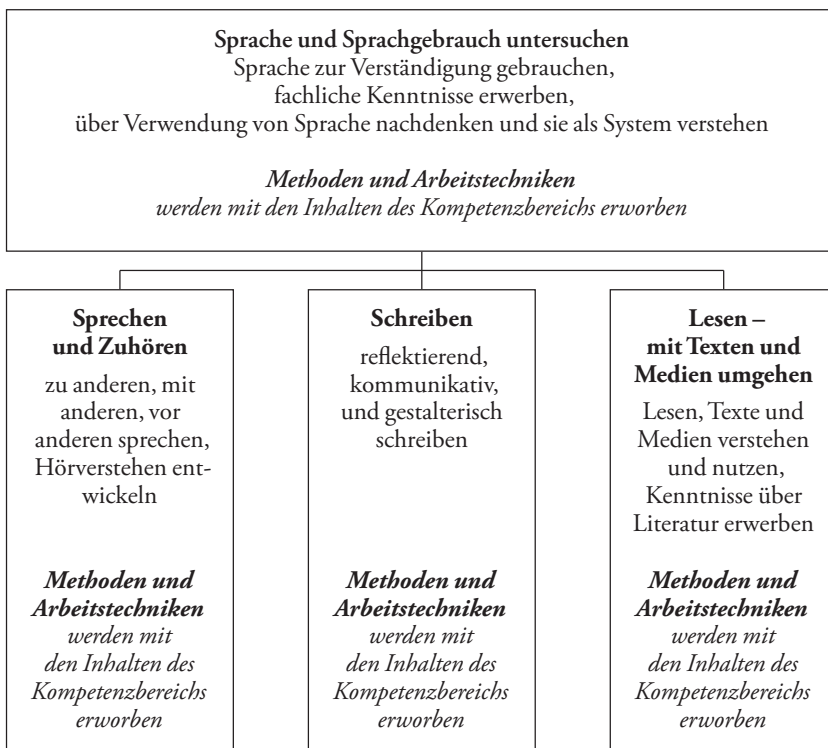 Sprache und Sprachgebrauch untersuchen
Sprache zur Verständigung gebrauchen,
fachliche Kenntnisse erwerben,
über Verwendung von Sprache nachdenken und sie als System verstehen
Methoden und Arbeitstechniken
werden mit den Inhalten des Kompetenzbereichs erworben
Sprechen
und Zuhören
zu anderen, mit
anderen, vor
anderen sprechen,
Hörverstehen ent-
wickeln
Methoden und
Arbeitstechniken
werden mit
den Inhalten des
Kompetenzbereichs
erworben
Schreiben
reflektierend,
kommunikativ,
und gestalterisch
schreiben
Methoden und
Arbeitstechniken
werden mit
den Inhalten des
Kompetenzbereichs
erworben
Lesen –
mit Texten und
Medien umgehen
Lesen, Texte und
Medien verstehen
und nutzen,
Kenntnisse über
Literatur erwerben
Methoden und
Arbeitstechniken
werden mit
den Inhalten des
Kompetenzbereichs
erworben